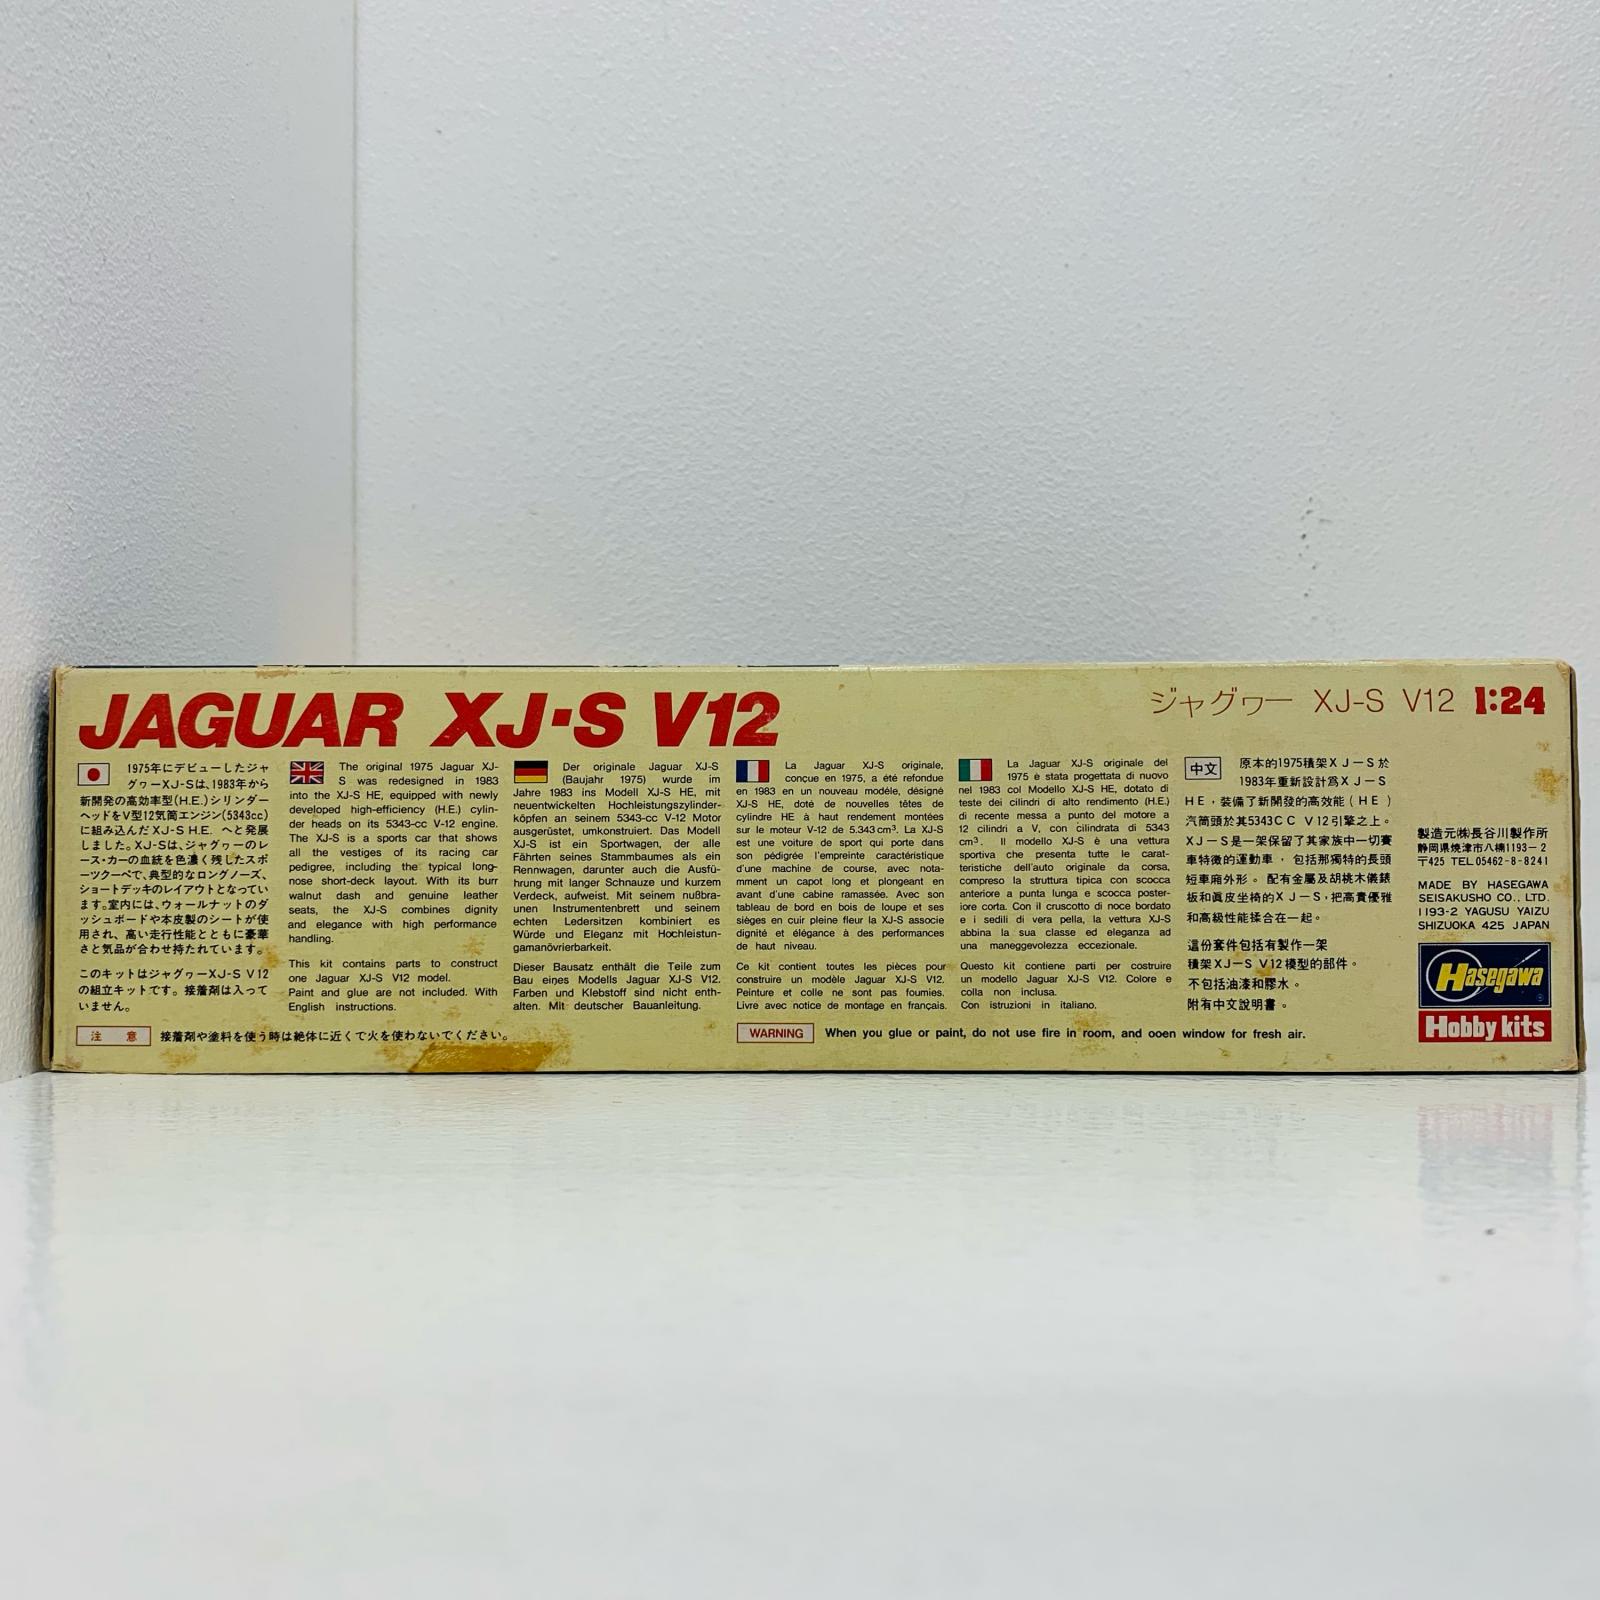 JAGUAR XJ·S V12
ジャグヮー XJ-S V12 1:24
1975年にデビューしたジャ
グヮーXJ-Sは、1983年から
新開発の高効率型(H.E.)シリンダー
ヘッドをV型12気筒エンジン(5343cc)
に組み込んだXJ-S H.E. へと発展
しました。XJ-Sは、ジャグヮーのレ
ース・カーの血統を色濃く残したスポ
ーツクーペで、典型的なロングノーズ、
ショートデッキのレイアウトとなってい
ます。室内には、ウォールナットのダ
ッシュボードや本皮製のシートが使
用され、高い走行性能とともに豪華
さと気品が合わせ持たれています。
このキットはジャグヮーXJ-S V12
の組立キットです。接着剤は入って
いません。
The original 1975 Jaguar XJ-
S was redesigned in 1983
into the XJ-S HE, equipped with newly
developed high-efficiency (H.E.) cylin-
der heads on its 5343-cc V-12 engine.
The XJ-S is a sports car that shows
all the vestiges of its racing car
pedigree, including the typical long-
nose short-deck layout. With its burr
walnut dash and genuine leather
seats, the XJ-S combines dignity
and elegance with high performance
handling.
This kit contains parts to construct
one Jaguar XJ-S V12 model.
Paint and glue are not included. With
English instructions.
Der originale Jaguar XJ-S
(Baujahr 1975) wurde im
Jahre 1983 ins Modell XJ-S HE, mit
neuentwickelten Hochleistungszylinder-
köpfen an seinem 5343-cc V-12 Motor
ausgerüstet, umkonstruiert. Das Modell
XJ-S ist ein Sportwagen, der alle
Fährten seines Stammbaumes als ein
Rennwagen, darunter auch die Ausfü-
hrung mit langer Schnauze und kurzem
Verdeck, aufweist. Mit seinem nußbra-
unen Instrumentenbrett und seinem
echten Ledersitzen kombiniert es
Würde und Eleganz mit Hochleistun-
gamanövrierbarkeit.
Dieser Bausatz enthält die Teile zum
Bau eines Modells Jaguar XJ-S V12.
Farben und Klebstoff sind nicht enth-
alten. Mit deutscher Bauanleitung.
La Jaguar XJ-S originale,
conçue en 1975, a été refondue
en 1983 en un nouveau modèle, désigné
XJ-S HE, doté de nouvelles têtes de
cylindre HE à haut rendement montées
sur le moteur V-12 de 5.343 cm³. La XJ-S
est une voiture de sport qui porte dans
son pédigrée l'empreinte caractéristique
d'une machine de course, avec nota-
mment un capot long et plongeant en
avant d'une cabine ramassée. Avec son
tableau de bord en bois de loupe et ses
sièges en cuir pleine fleur la XJ-S associe
dignité et élégance à des performances
de haut niveau.
Ce kit contient toutes les pièces pour
construire un modèle Jaguar XJ-S V12.
Peinture et colle ne sont pas fournies.
Livre avec notice de montage en français.
La Jaguar XJ-S originale del
1975 è stata progettata di nuovo
nel 1983 col Modello XJ-S HE, dotato di
teste dei cilindri di alto rendimento (H.E.)
di recente messa a punto del motore a
12 cilindri a V, con cilindrata di 5343
cm³. Il modello XJ-S è una vettura
sportiva che presenta tutte le carat-
teristiche dell'auto originale da corsa,
compreso la struttura tipica con scocca
anteriore a punta lunga e scocca poster-
iore corta. Con il cruscotto di noce bordato
e i sedili di vera pella, la vettura XJ-S
abbina la sua classe ed eleganza ad
una maneggevolezza eccezionale.
Questo kit contiene parti per costruire
un modello Jaguar XJ-S V12. Colore e
colla non inclusa.
Con istruzioni in italiano.
中文 原本的1975積架XJ－S於
1983年重新設計爲XJ－S
HE，裝備了新開發的高效能（HE）
汽筒頭於其5343CC V12引擎之上。
XJ－S是一架保留了其家族中一切賽
車特徵的運動車，包括那獨特的長頭
短車廂外形。配有金屬及胡桃木儀錶
板和眞皮坐椅的XJ－S，把高貴優雅
和高級性能揉合在一起。
這份套件包括有製作一架
積架XJ－S V12模型的部件。
不包括油漆和膠水。
附有中文說明書。
製造元㈱長谷川製作所
静岡県焼津市八楠1193－2
〒425 TEL 05462-8-8241
MADE BY HASEGAWA
SEISAKUSHO CO., LTD.
1193-2 YAGUSU YAIZU
SHIZUOKA 425 JAPAN
Hasegawa
Hobby kits
注 意 接着剤や塗料を使う時は絶体に近くで火を使わないでください。
WARNING When you glue or paint, do not use fire in room, and ooen window for fresh air.